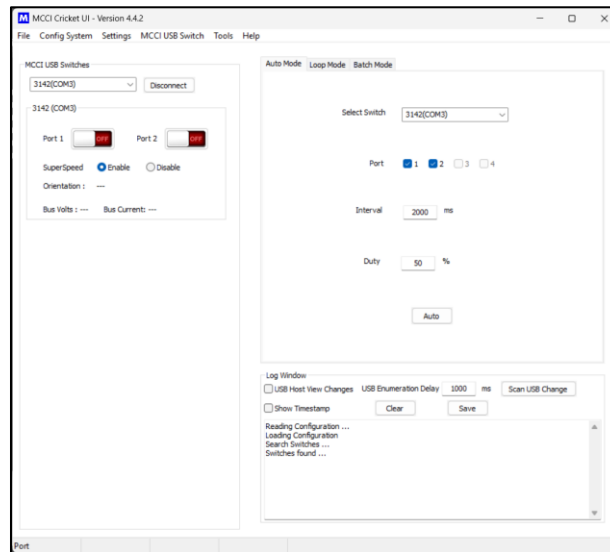 M MCCI Cricket UI - Version 4.4.2
File Config System Settings MCCI USB Switch Tools Help
MCCI USB Switches
3142(COM3) Disconnect
3142 (COM3)
Port 1 OFF Port 2 OFF
SuperSpeed Enable Disable
Orientation : ---
Bus Volts : --- Bus Current: ---
Auto Mode Loop Mode Batch Mode
Select Switch 3142(COM3)
Port 1 2 3 4
Interval 2000 ms
Duty 50 %
Auto
Log Window
USB Host View Changes USB Enumeration Delay 1000 ms Scan USB Change
Show Timestamp Clear Save
Reading Configuration ...
Loading Configuration
Search Switches ...
Switches found ...
Port